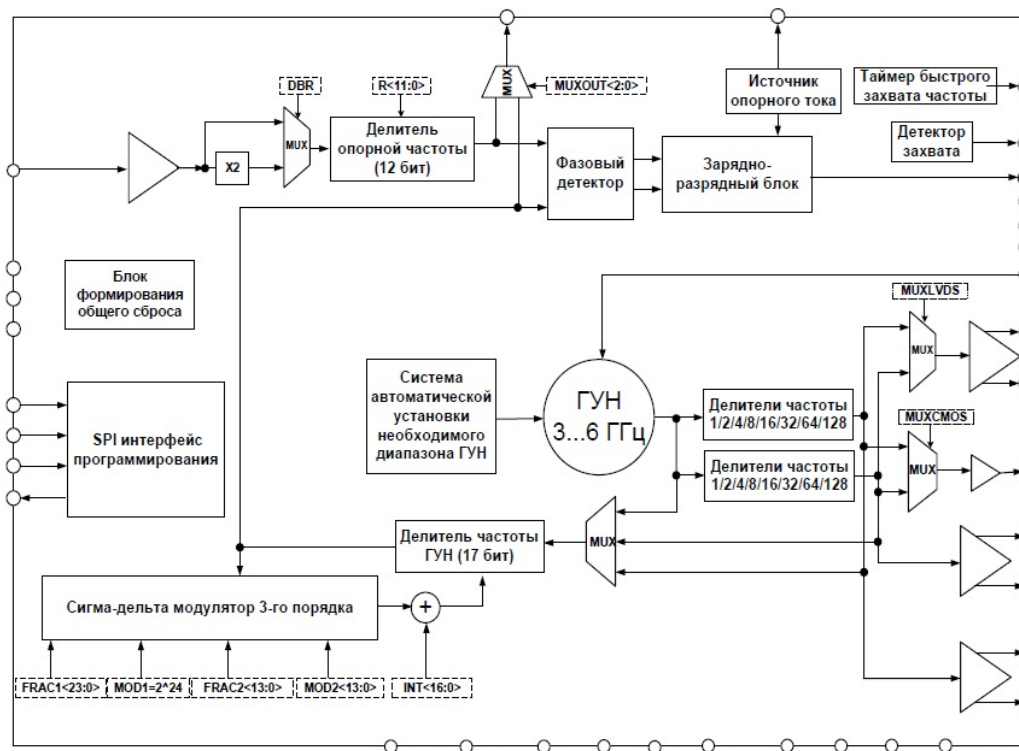 DBR
R<11:0>
MUX
MUXOUT<2:0>
Источник
опорного тока
Таймер быстрого
захвата частоты
X2
MUX
Делитель
опорной частоты
(12 бит)
Фазовый
детектор
Зарядно-
разрядный блок
Детектор
захвата
Блок
формирования
общего сброса
MUXLVDS
MUX
Система
автоматической
установки
необходимого
диапазона ГУН
ГУН
3...6 ГГц
Делители частоты
1/2/4/8/16/32/64/128
MUXCMOS
MUX
Делители частоты
1/2/4/8/16/32/64/128
SPI интерфейс
программирования
Делитель частоты
ГУН (17 бит)
MUX
Сигма-дельта модулятор 3-го порядка
+
FRAC1<23:0>
MOD1=2^24
FRAC2<13:0>
MOD2<13:0>
INT<16:0>